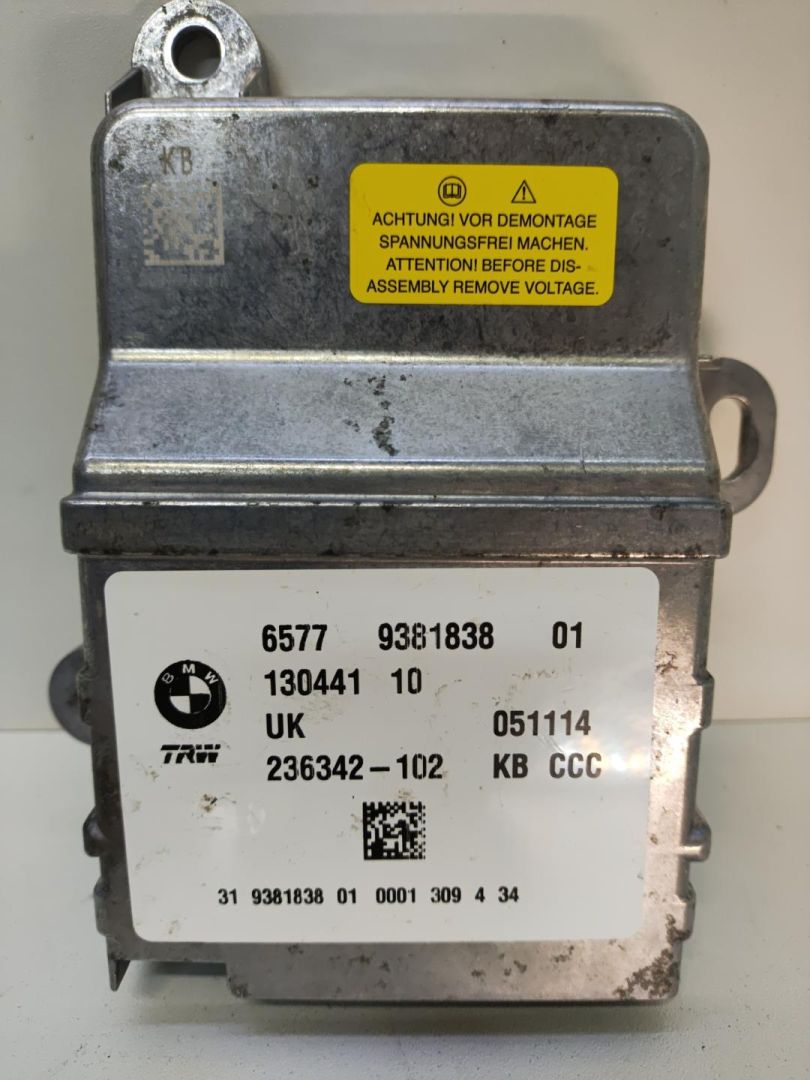 KB
ACHTUNG! VOR DEMONTAGE
SPANNUNGSFREI MACHEN.
ATTENTION! BEFORE DIS-
ASSEMBLY REMOVE VOLTAGE.
6577 9381838 01
BMW
130441 10
UK 051114
TRW
236342-102 KB CCC
31 9381838 01 0001 309 4 34